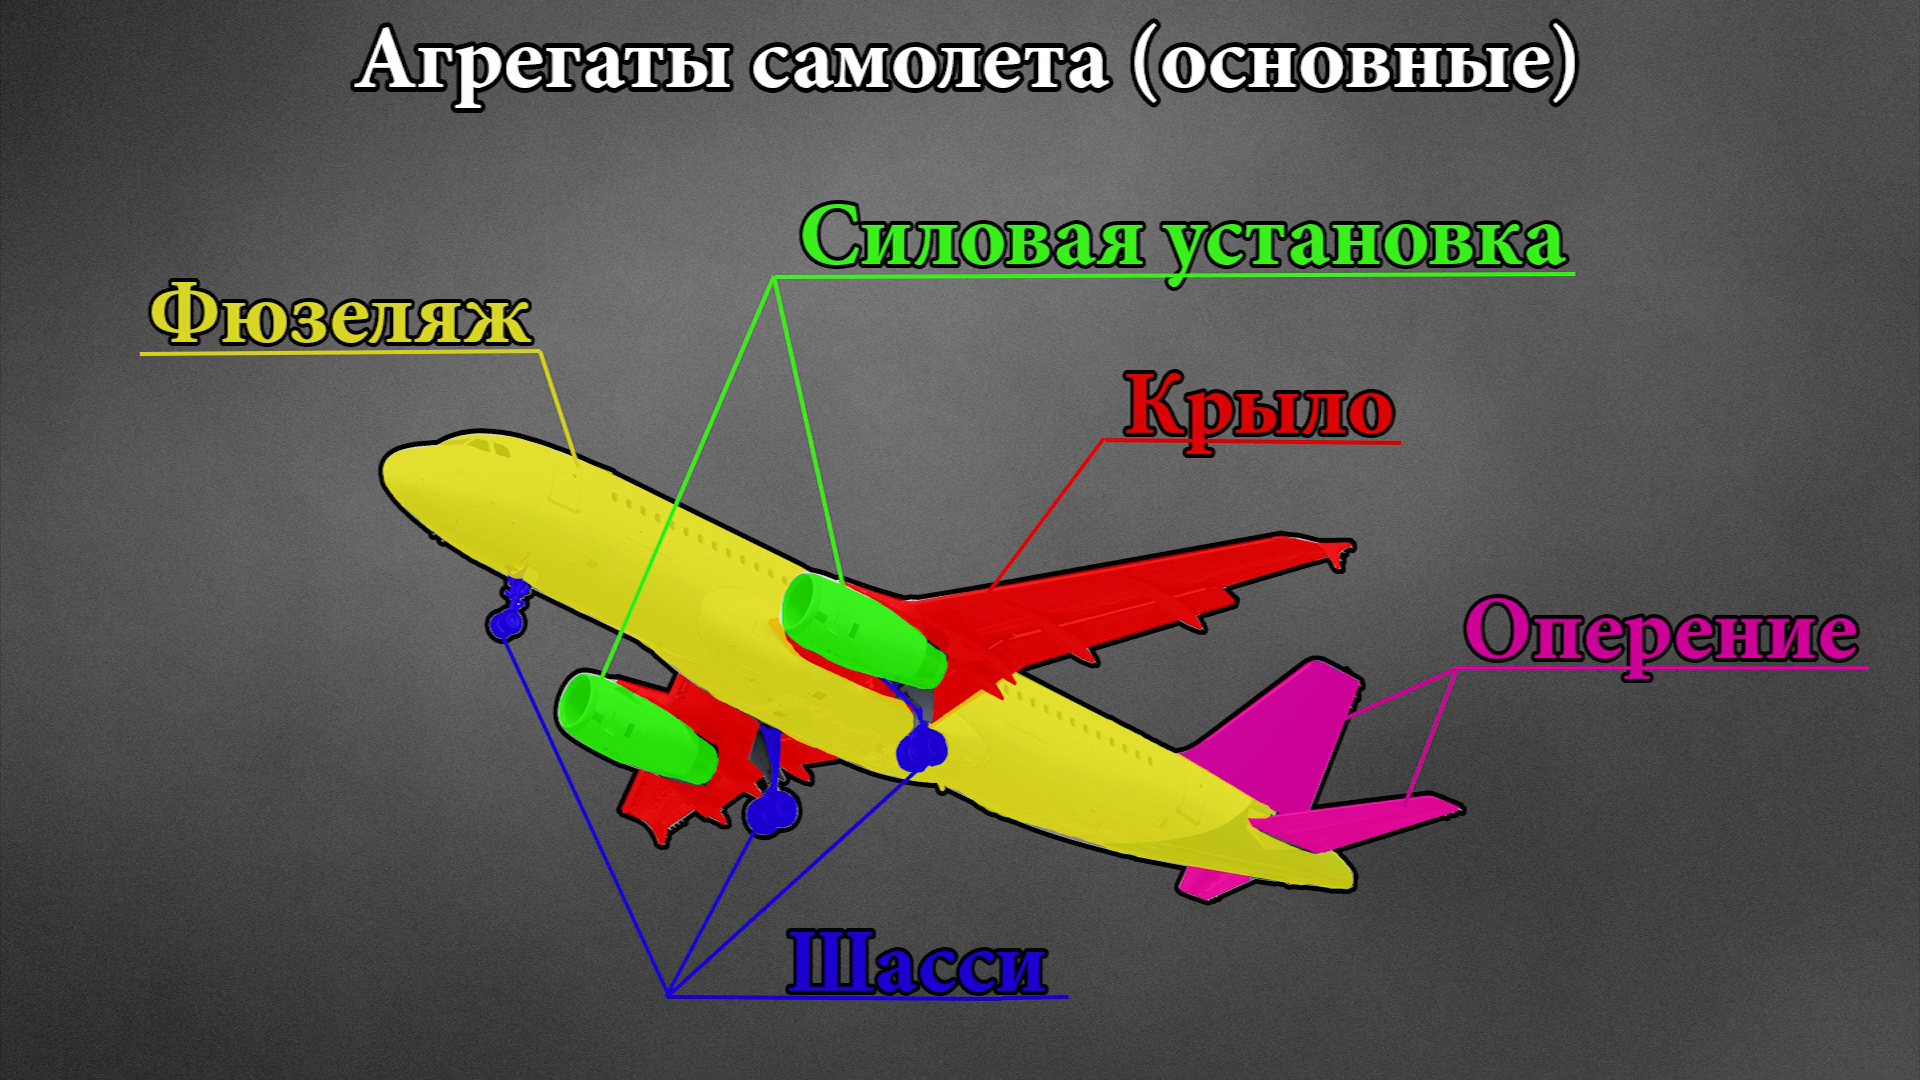 Агрегаты самолета (основные)
Силовая установка
Фюзеляж
Крыло
Оперение
Шасси